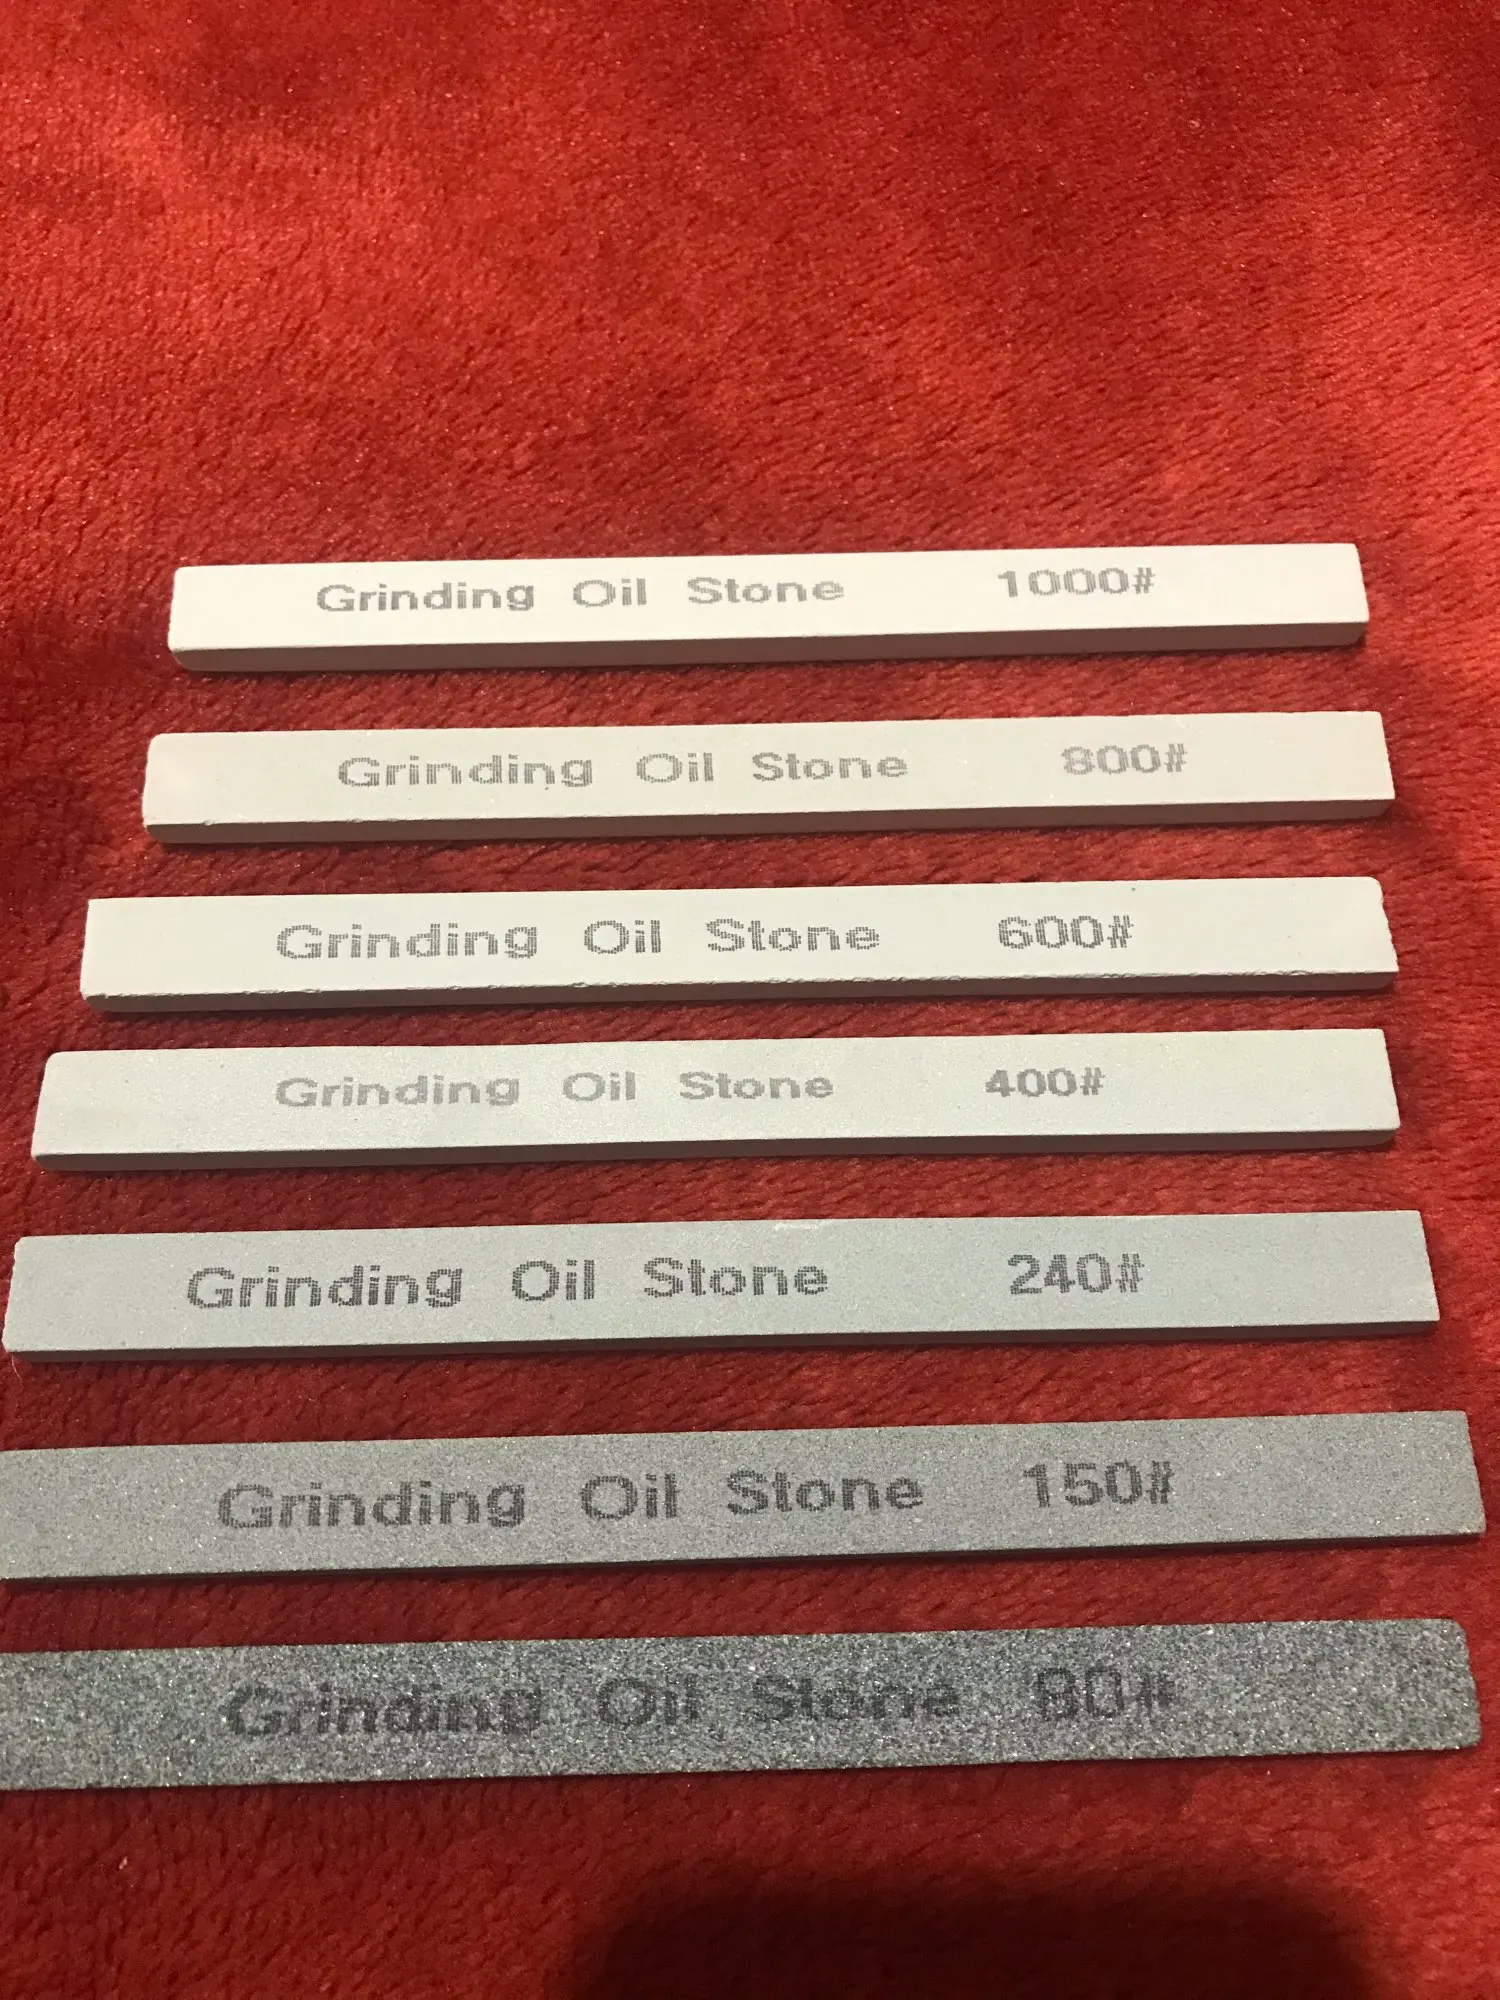 Grinding Oil Stone 1000#
Grinding Oil Stone 800#
Grinding Oil Stone 600#
Grinding Oil Stone 400#
Grinding Oil Stone 240#
Grinding Oil Stone 150#
Grinding Oil Stone 80#